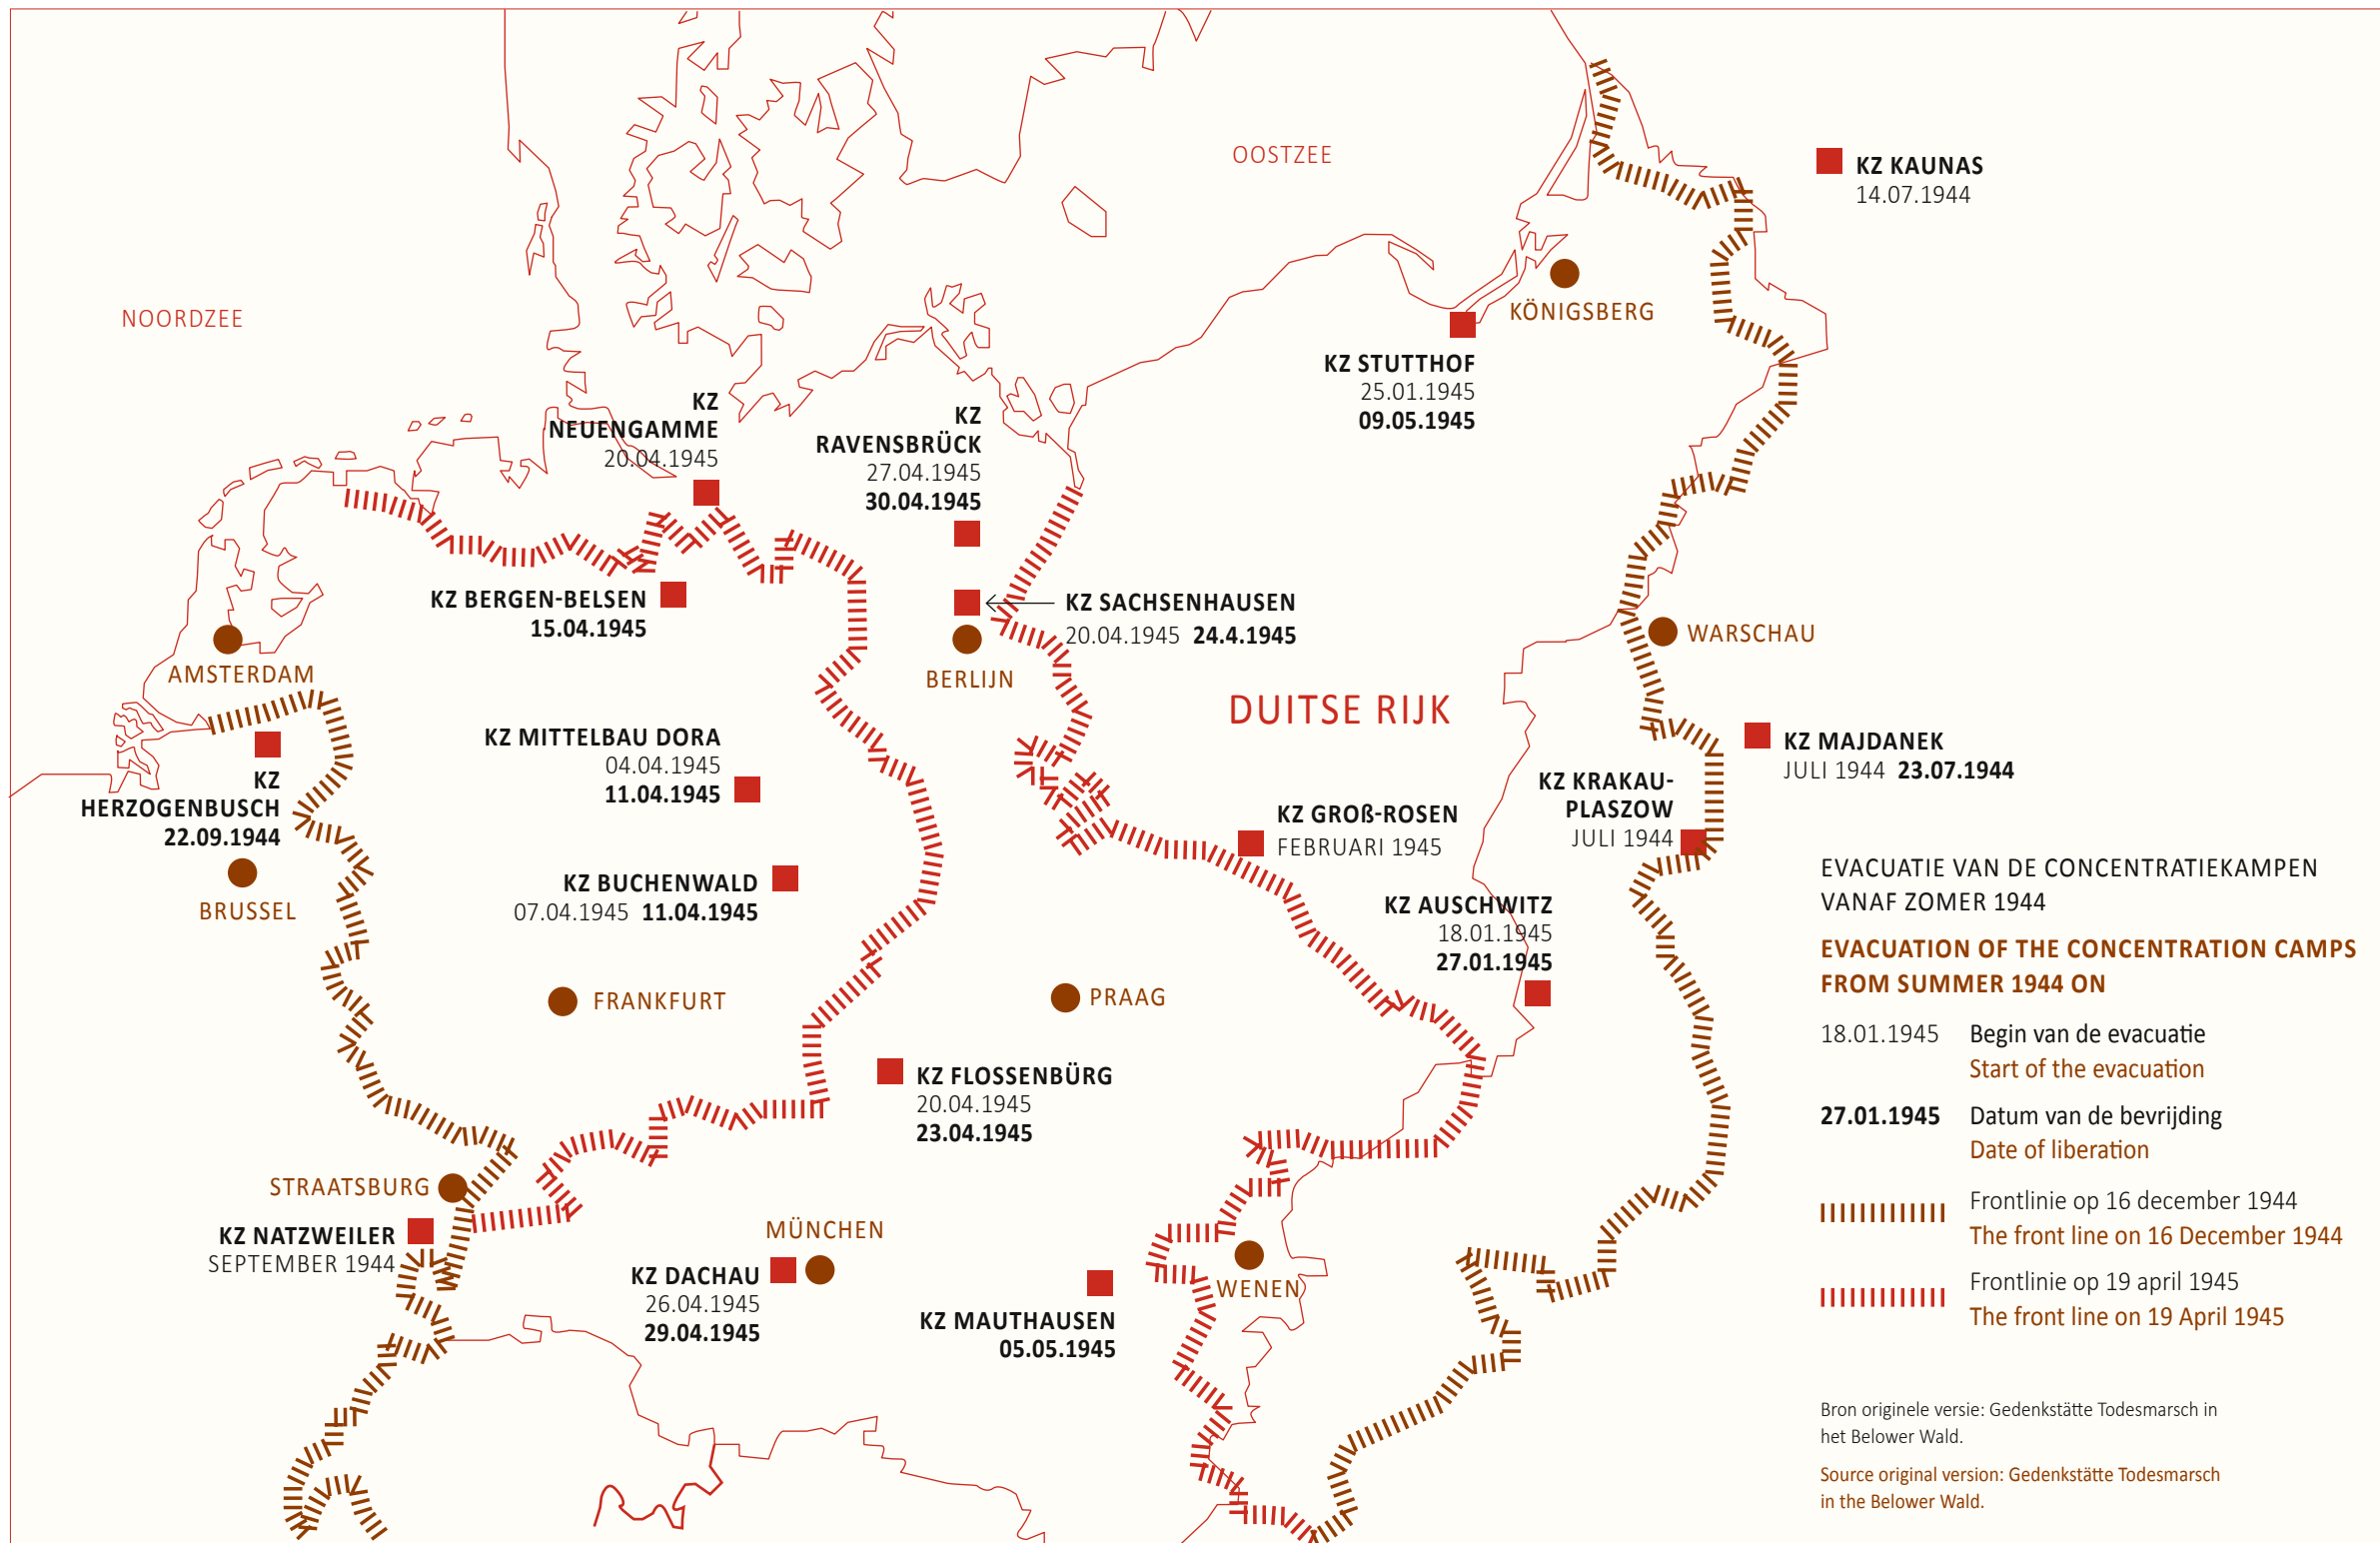 OOSTZEE
KZ KAUNAS
14.07.1944
NOORDZEE
KÖNIGSBERG
KZ STUTTHOF
25.01.1945
09.05.1945
KZ
NEUENGAMME
20.04.1945
KZ
RAVENSBRÜCK
27.04.1945
30.04.1945
KZ BERGEN-BELSEN
15.04.1945
KZ SACHSENHAUSEN
20.04.1945 24.4.1945
AMSTERDAM
BERLIJN
WARSCHAU
DUITSE RIJK
KZ MITTELBAU DORA
04.04.1945
11.04.1945
KZ MAJDANEK
JULI 1944 23.07.1944
KZ
HERZOGENBUSCH
22.09.1944
KZ KRAKAU-
PLASZOW
JULI 1944
KZ GROß-ROSEN
FEBRUARI 1945
BRUSSEL
KZ BUCHENWALD
07.04.1945 11.04.1945
KZ AUSCHWITZ
18.01.1945
27.01.1945
FRANKFURT
PRAAG
KZ FLOSSENBÜRG
20.04.1945
23.04.1945
STRAATSBURG
KZ NATZWEILER
SEPTEMBER 1944
MÜNCHEN
KZ DACHAU
26.04.1945
29.04.1945
WENEN
KZ MAUTHAUSEN
05.05.1945
EVACUATIE VAN DE CONCENTRATIEKAMPEN
VANAF ZOMER 1944
EVACUATION OF THE CONCENTRATION CAMPS
FROM SUMMER 1944 ON
18.01.1945 Begin van de evacuatie
Start of the evacuation
27.01.1945 Datum van de bevrijding
Date of liberation
Frontlinie op 16 december 1944
The front line on 16 December 1944
Frontlinie op 19 april 1945
The front line on 19 April 1945
Bron originele versie: Gedenkstätte Todesmarsch in
het Belower Wald.
Source original version: Gedenkstätte Todesmarsch
in the Belower Wald.